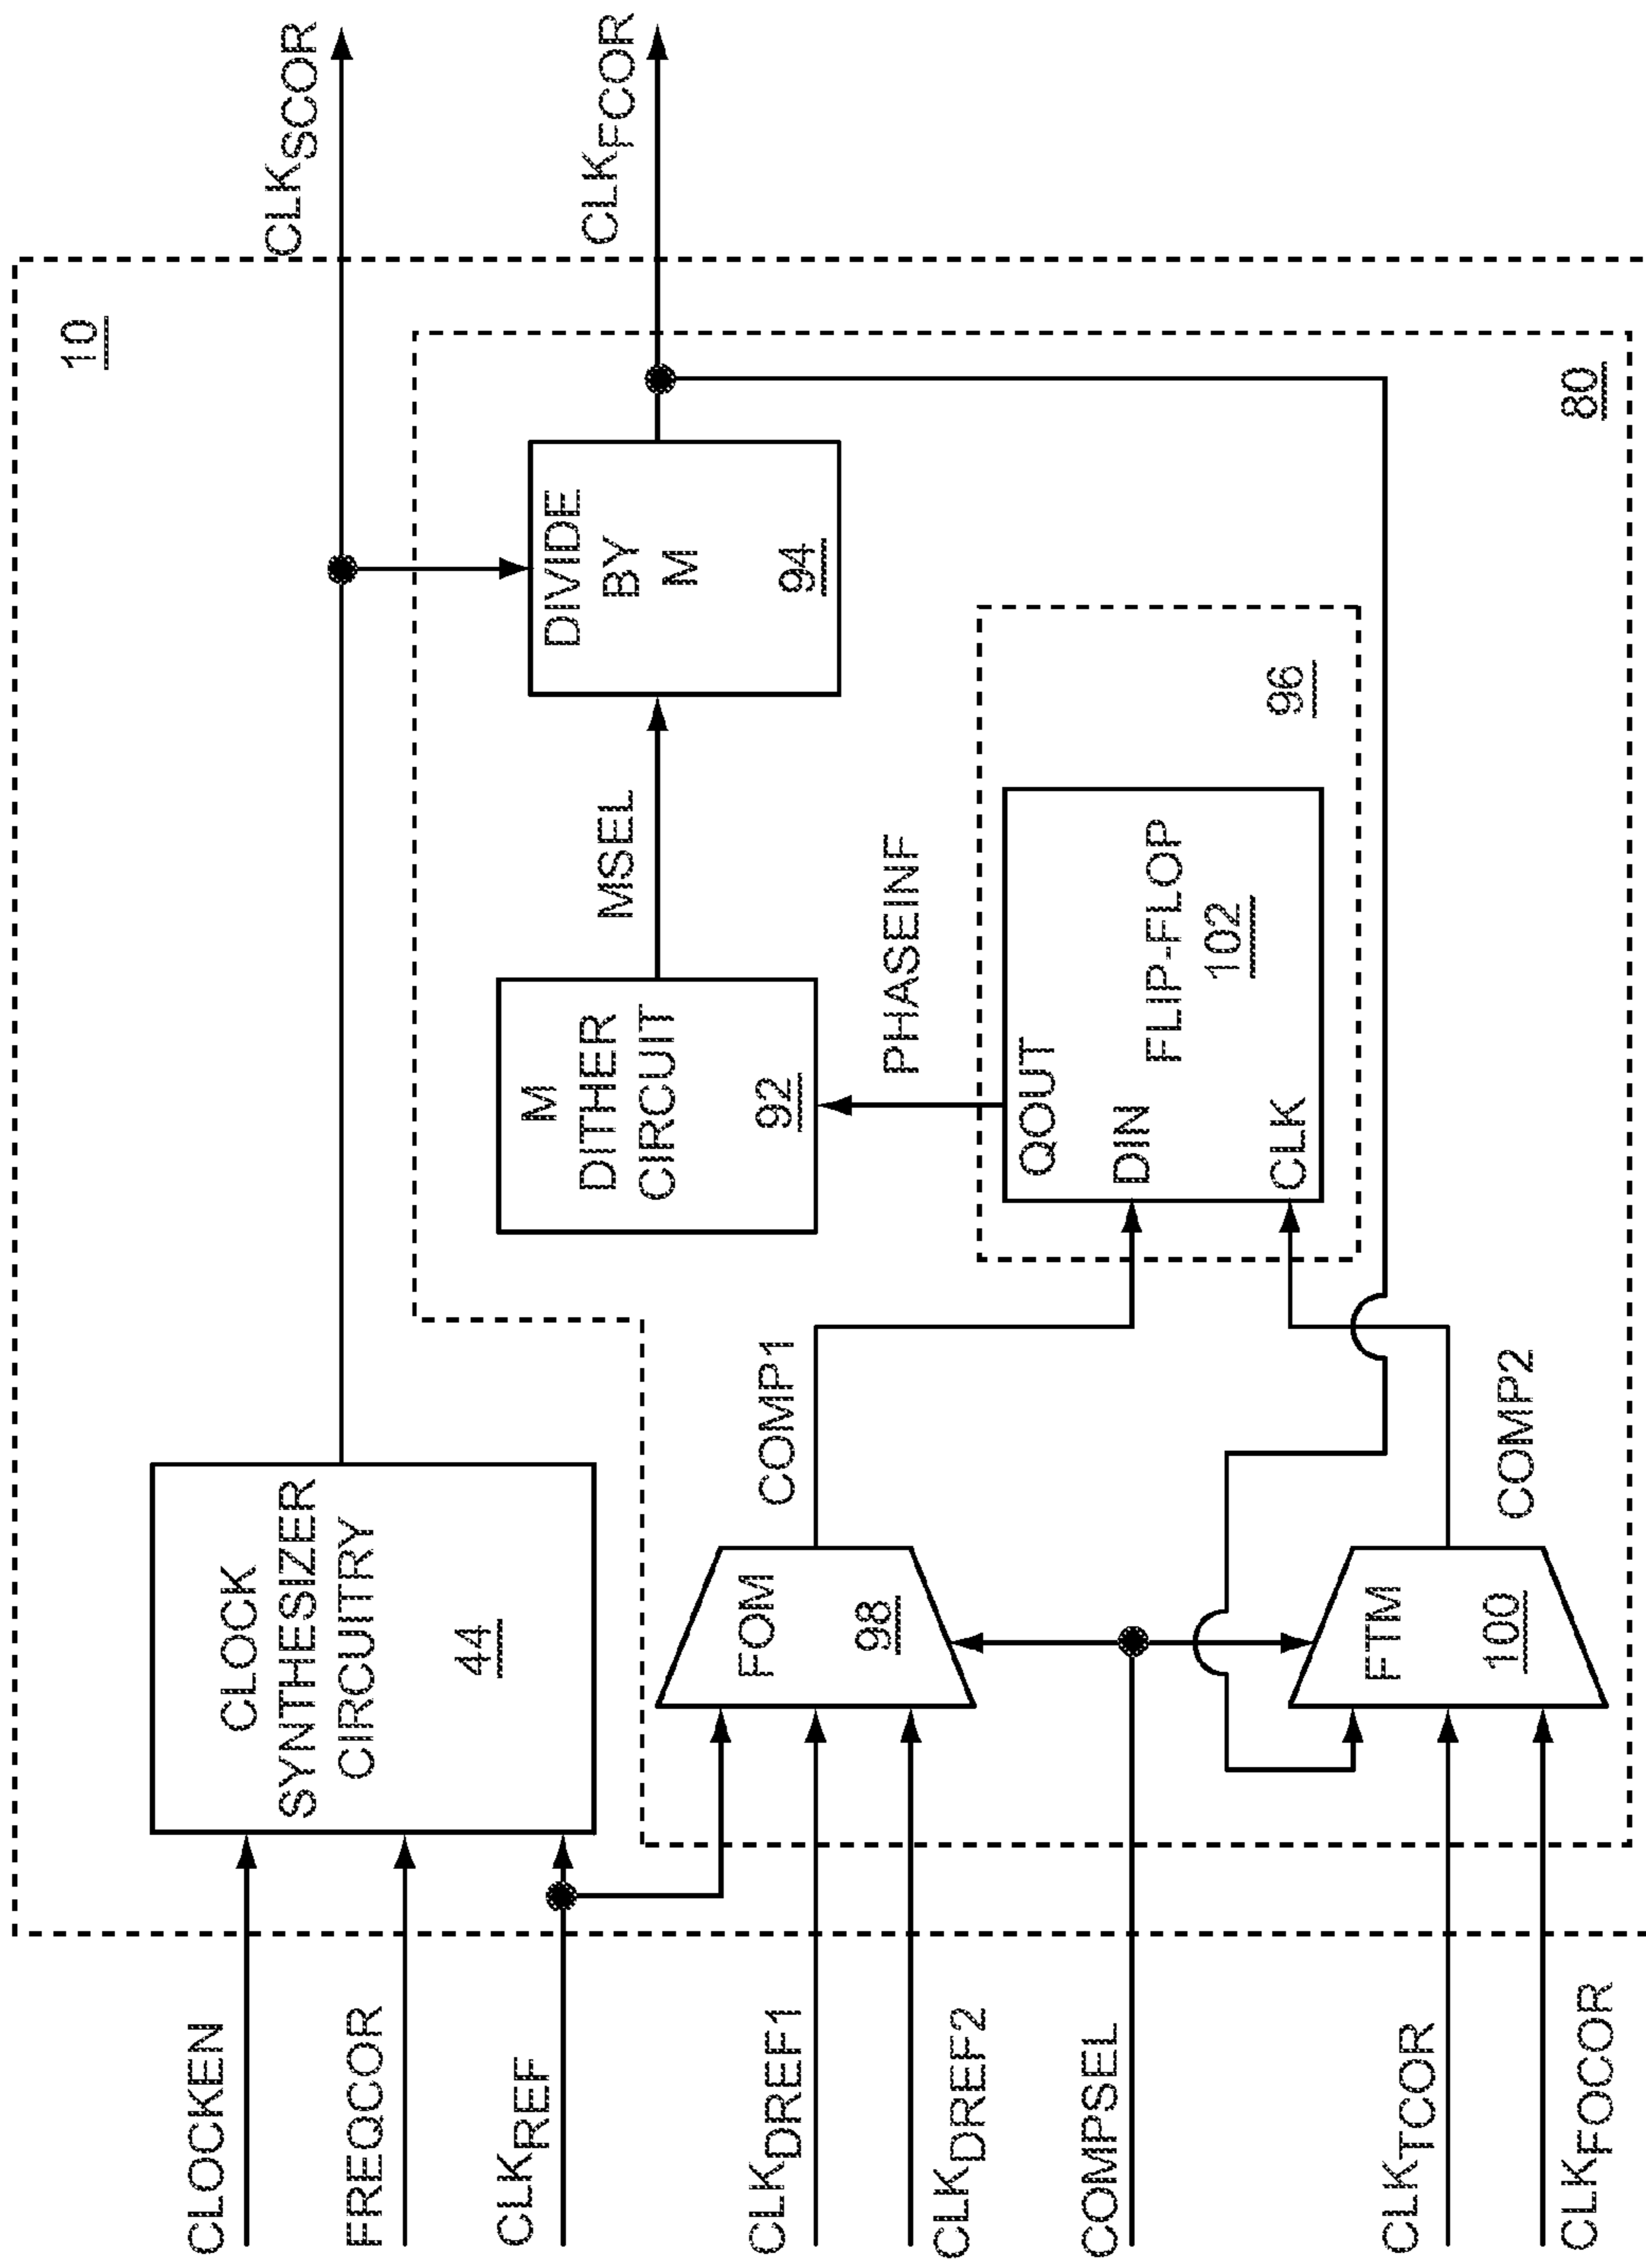 10
CLOCKEN
FREQCOR
CLKREF
CLOCK
SYNTHESIZER
CIRCUITRY
44
CLKSCOR
CLKFCOR
DIVIDE
BY
M
94
MSEL
M
DITHER
CIRCUIT
92
PHASEINF
QOUT
DIN
CLK
FLIP-FLOP
102
96
COMP1
FOM
98
CLKDREF1
CLKDREF2
COMPSEL
FTM
100
COMP2
CLKTCOR
CLKFOCOR
80